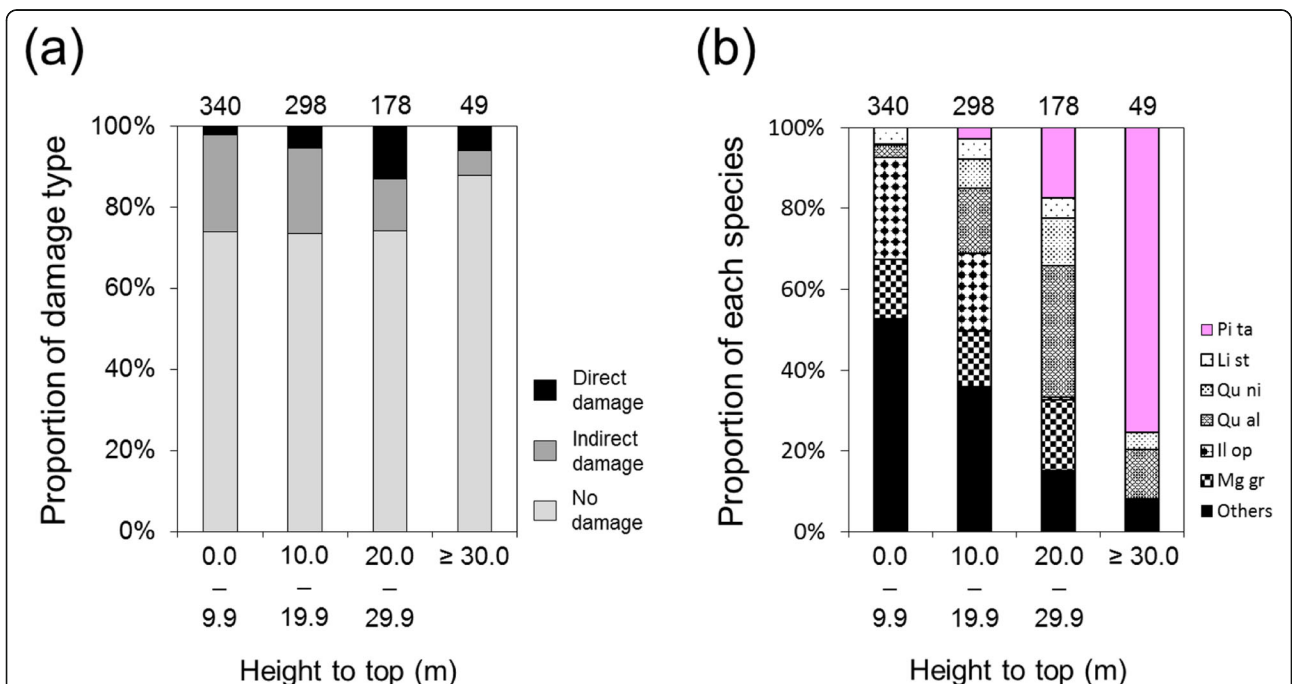 (a)
340 298 178 49
100%
80%
60%
40%
20%
0%
Proportion of damage type
0.0 10.0 20.0 ≥ 30.0
– – –
9.9 19.9 29.9
Height to top (m)
Direct
damage
Indirect
damage
No
damage
(b)
340 298 178 49
100%
80%
60%
40%
20%
0%
Proportion of each species
0.0 10.0 20.0 ≥ 30.0
– – –
9.9 19.9 29.9
Height to top (m)
Pi ta
Li st
Qu ni
Qu al
Il op
Mg gr
Others